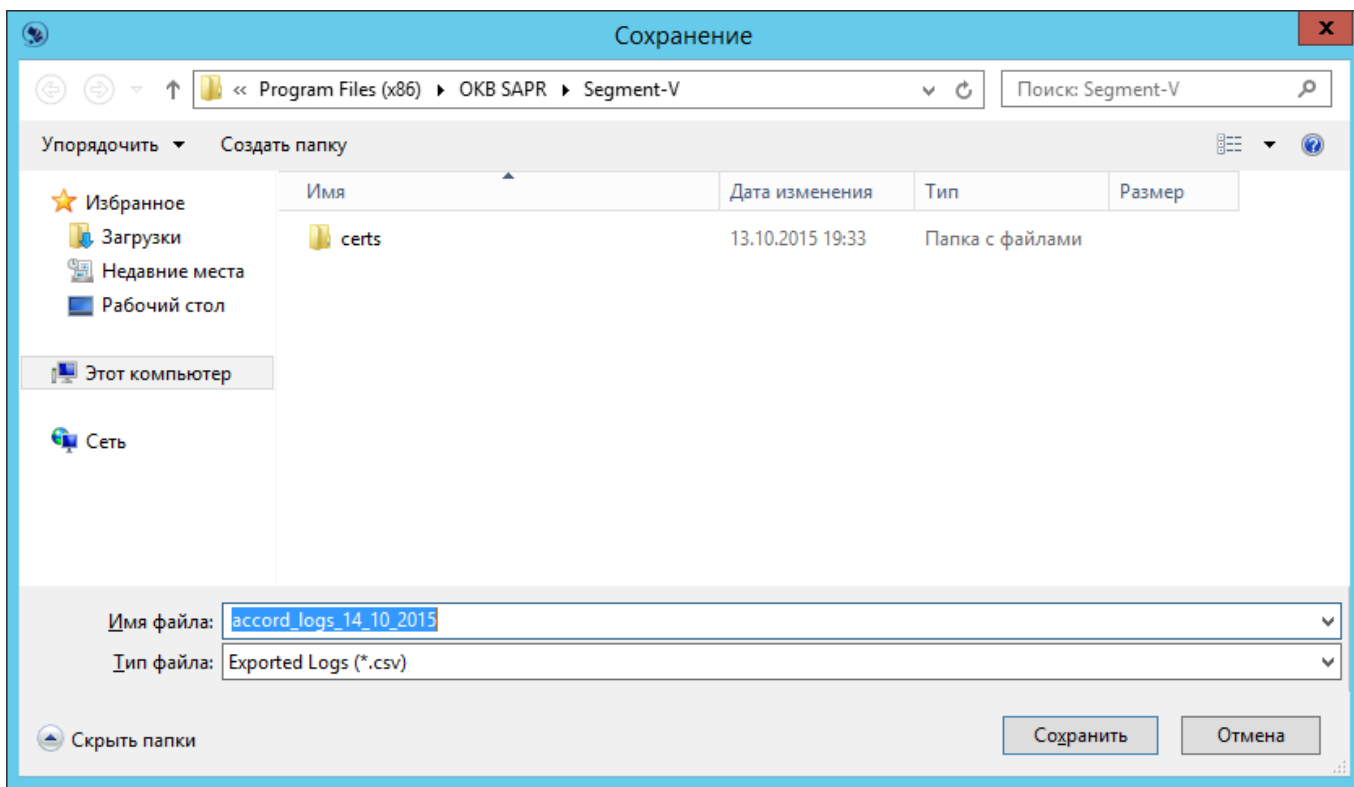 Сохранение
x
« Program Files (x86) OKB SAPR Segment-V Поиск: Segment-V
Упорядочить Создать папку
Имя Дата изменения Тип Размер
Избранное
Загрузки
Недавние места
Рабочий стол
Этот компьютер
Сеть
certs 13.10.2015 19:33 Папка с файлами
Имя файла: accord_logs_14_10_2015
Тип файла: Exported Logs (*.csv)
Скрыть папки Сохранить Отмена